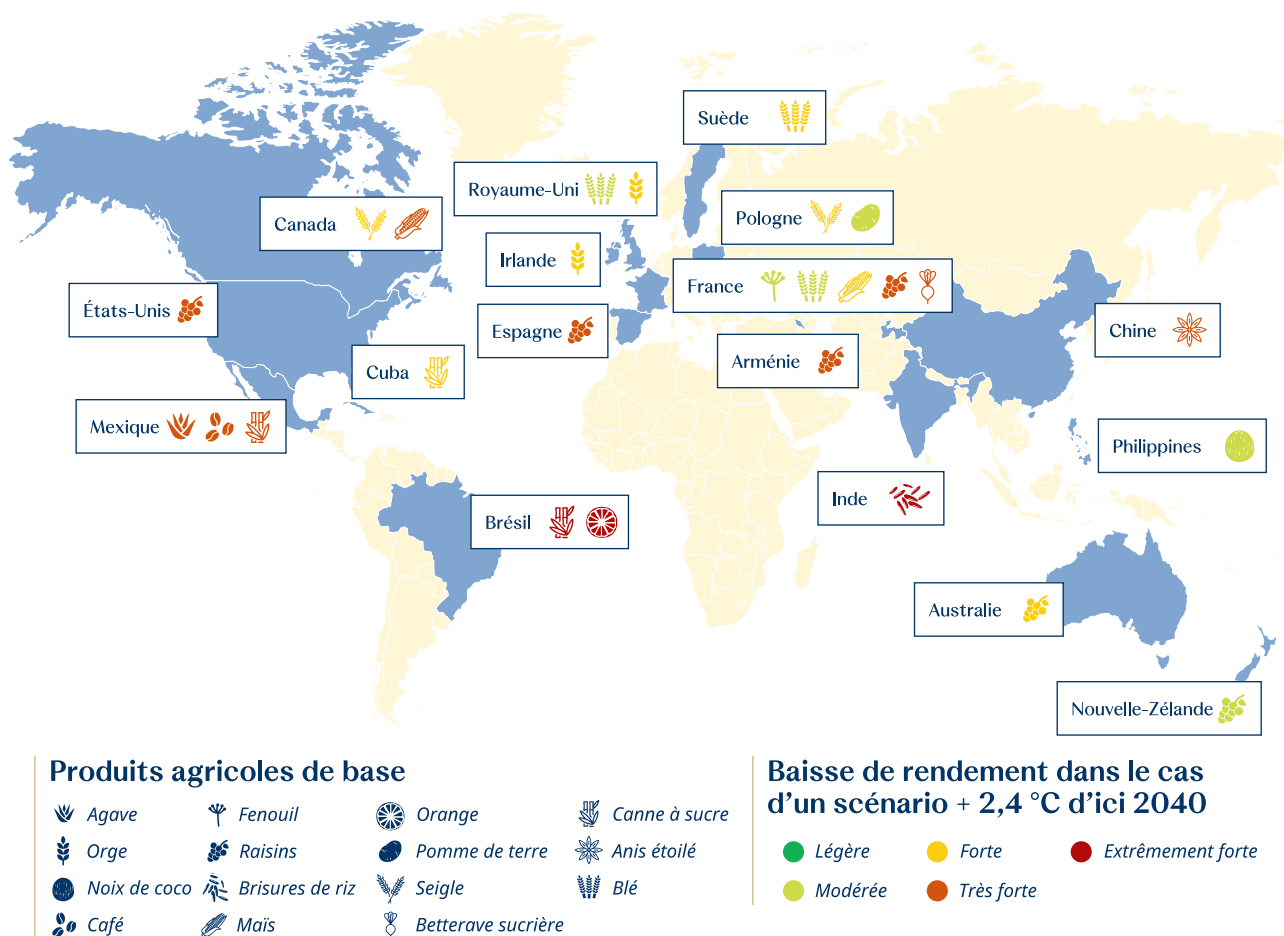 Suède
Royaume-Uni
Pologne
Canada
Irlande
France
États-Unis
Espagne
Chine
Arménie
Cuba
Mexique
Philippines
Inde
Brésil
Australie
Nouvelle-Zélande
Produits agricoles de base
Agave
Fenouil
Orange
Canne à sucre
Orge
Raisins
Pomme de terre
Anis étoilé
Noix de coco
Brisures de riz
Seigle
Blé
Café
Maïs
Betterave sucrière
Baisse de rendement dans le cas
d’un scénario + 2,4 °C d’ici 2040
Légère
Forte
Extrêmement forte
Modérée
Très forte